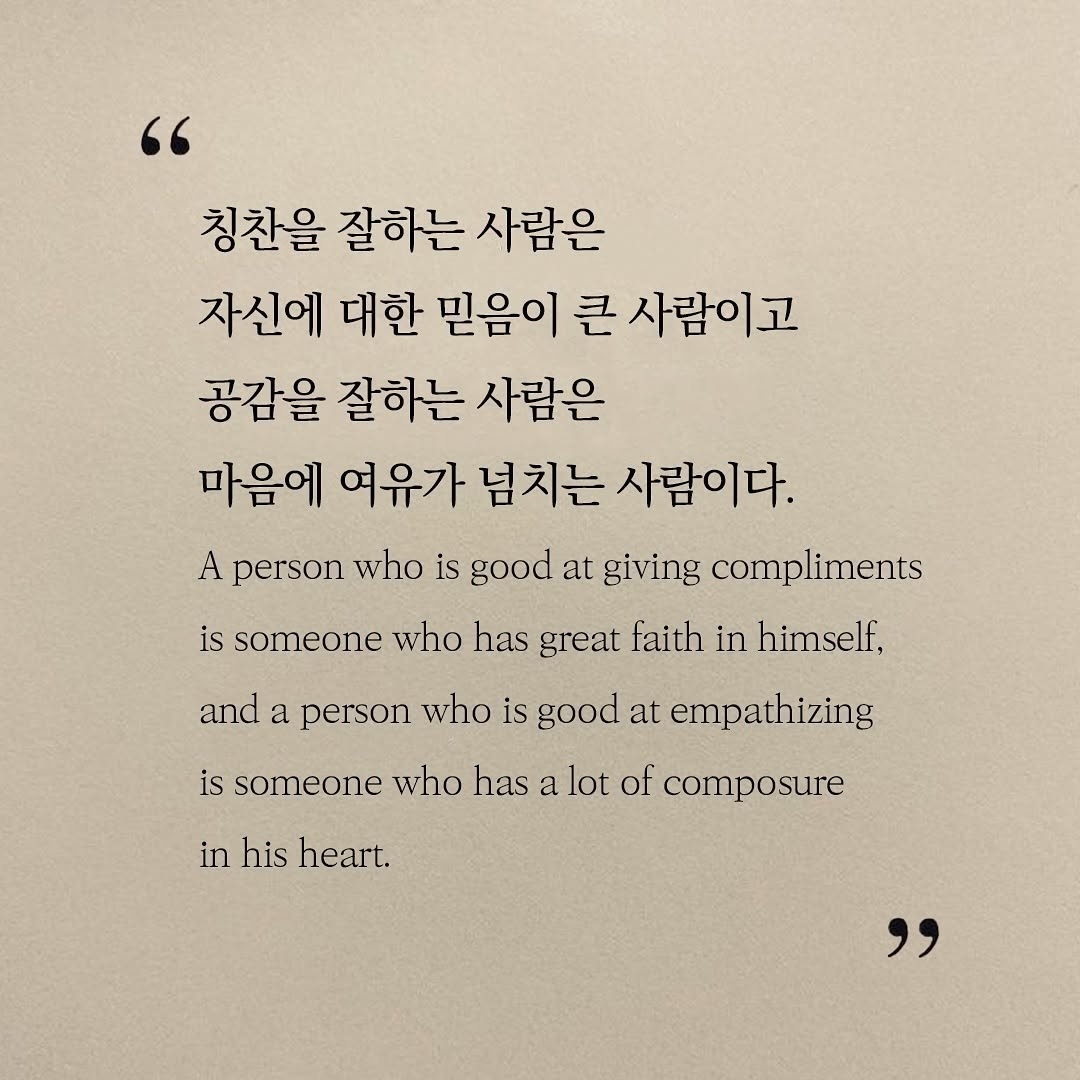 “
칭찬을 잘하는 사람은
자신에 대한 믿음이 큰 사람이고
공감을 잘하는 사람은
마음에 여유가 넘치는 사람이다.
A person who is good at giving compliments
is someone who has great faith in himself,
and a person who is good at empathizing
is someone who has a lot of composure
in his heart.
”